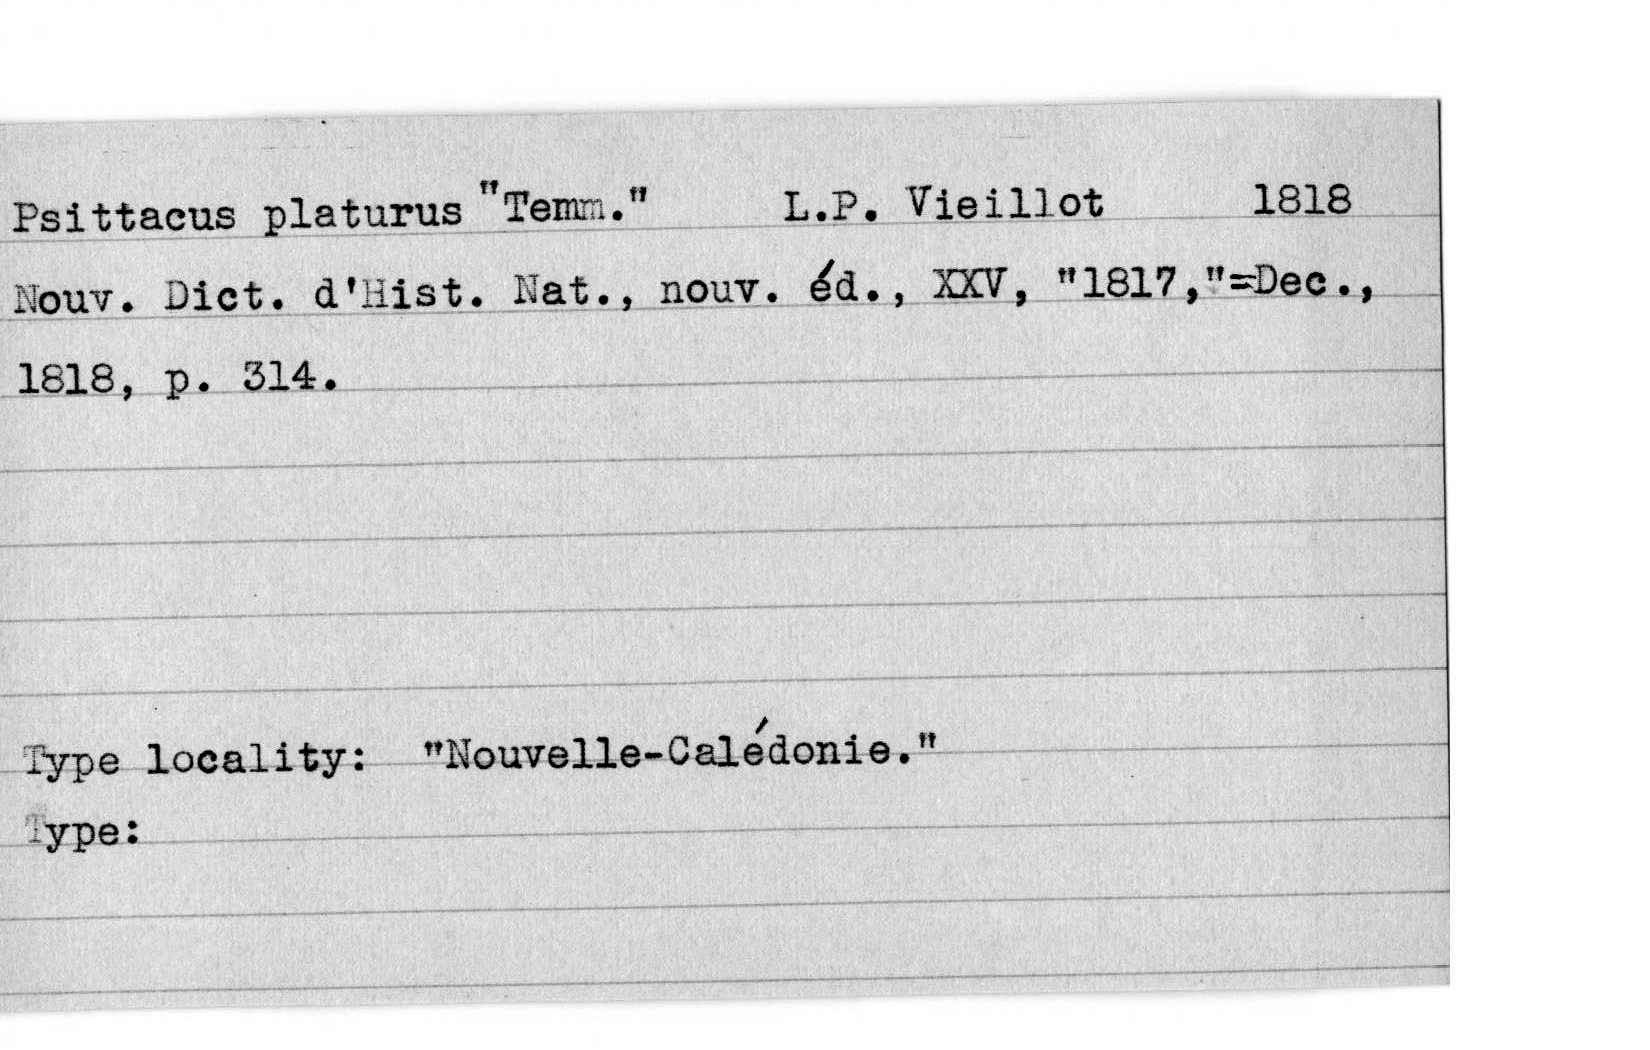 Psittacus platurus "Temm." L.P. Vieillot 1818
Nouv. Dict. d'Hist. Nat., nouv. éd., XXV, "1817,"=Dec.,
1818, p. 314.
Type locality: "Nouvelle-Calédonie."
Type: